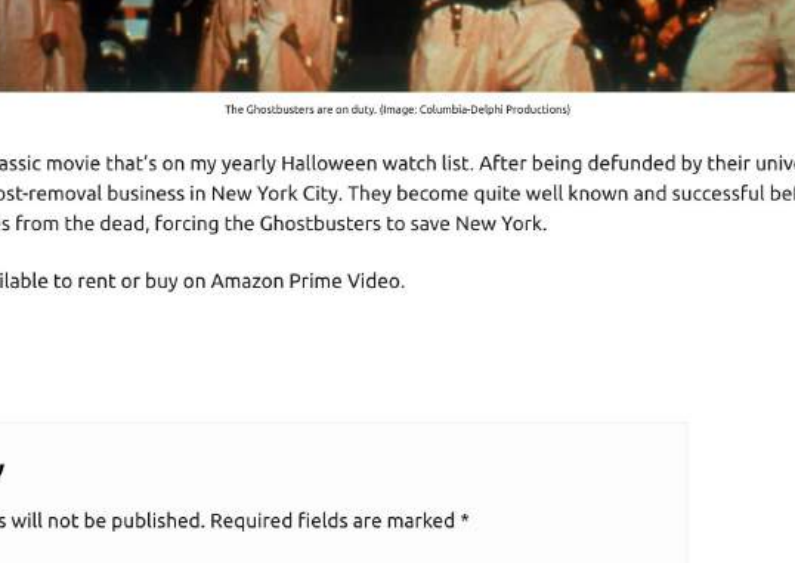 The Ghostbusters are on duty. (Image: Columbia-Delphi Productions)
assic movie that's on my yearly Halloween watch list. After being defunded by their unive
ost-removal business in New York City. They become quite well known and successful bef
s from the dead, forcing the Ghostbusters to save New York.
ilable to rent or buy on Amazon Prime Video.
y
s will not be published. Required fields are marked *